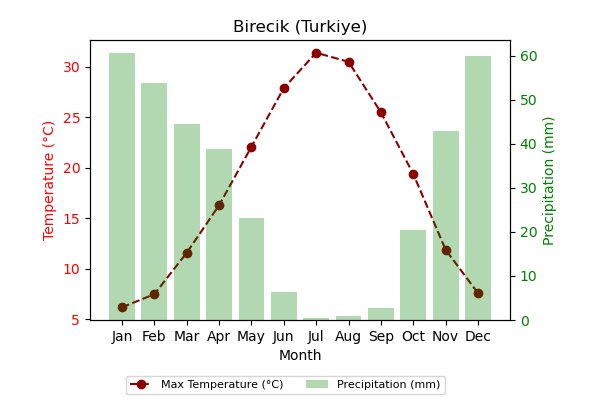 Birecik (Turkiye)
Temperature (°C)
30
25
20
15
10
5
Precipitation (mm)
60
50
40
30
20
10
0
Jan Feb Mar Apr May Jun Jul Aug Sep Oct Nov Dec
Month
Max Temperature (°C) Precipitation (mm)